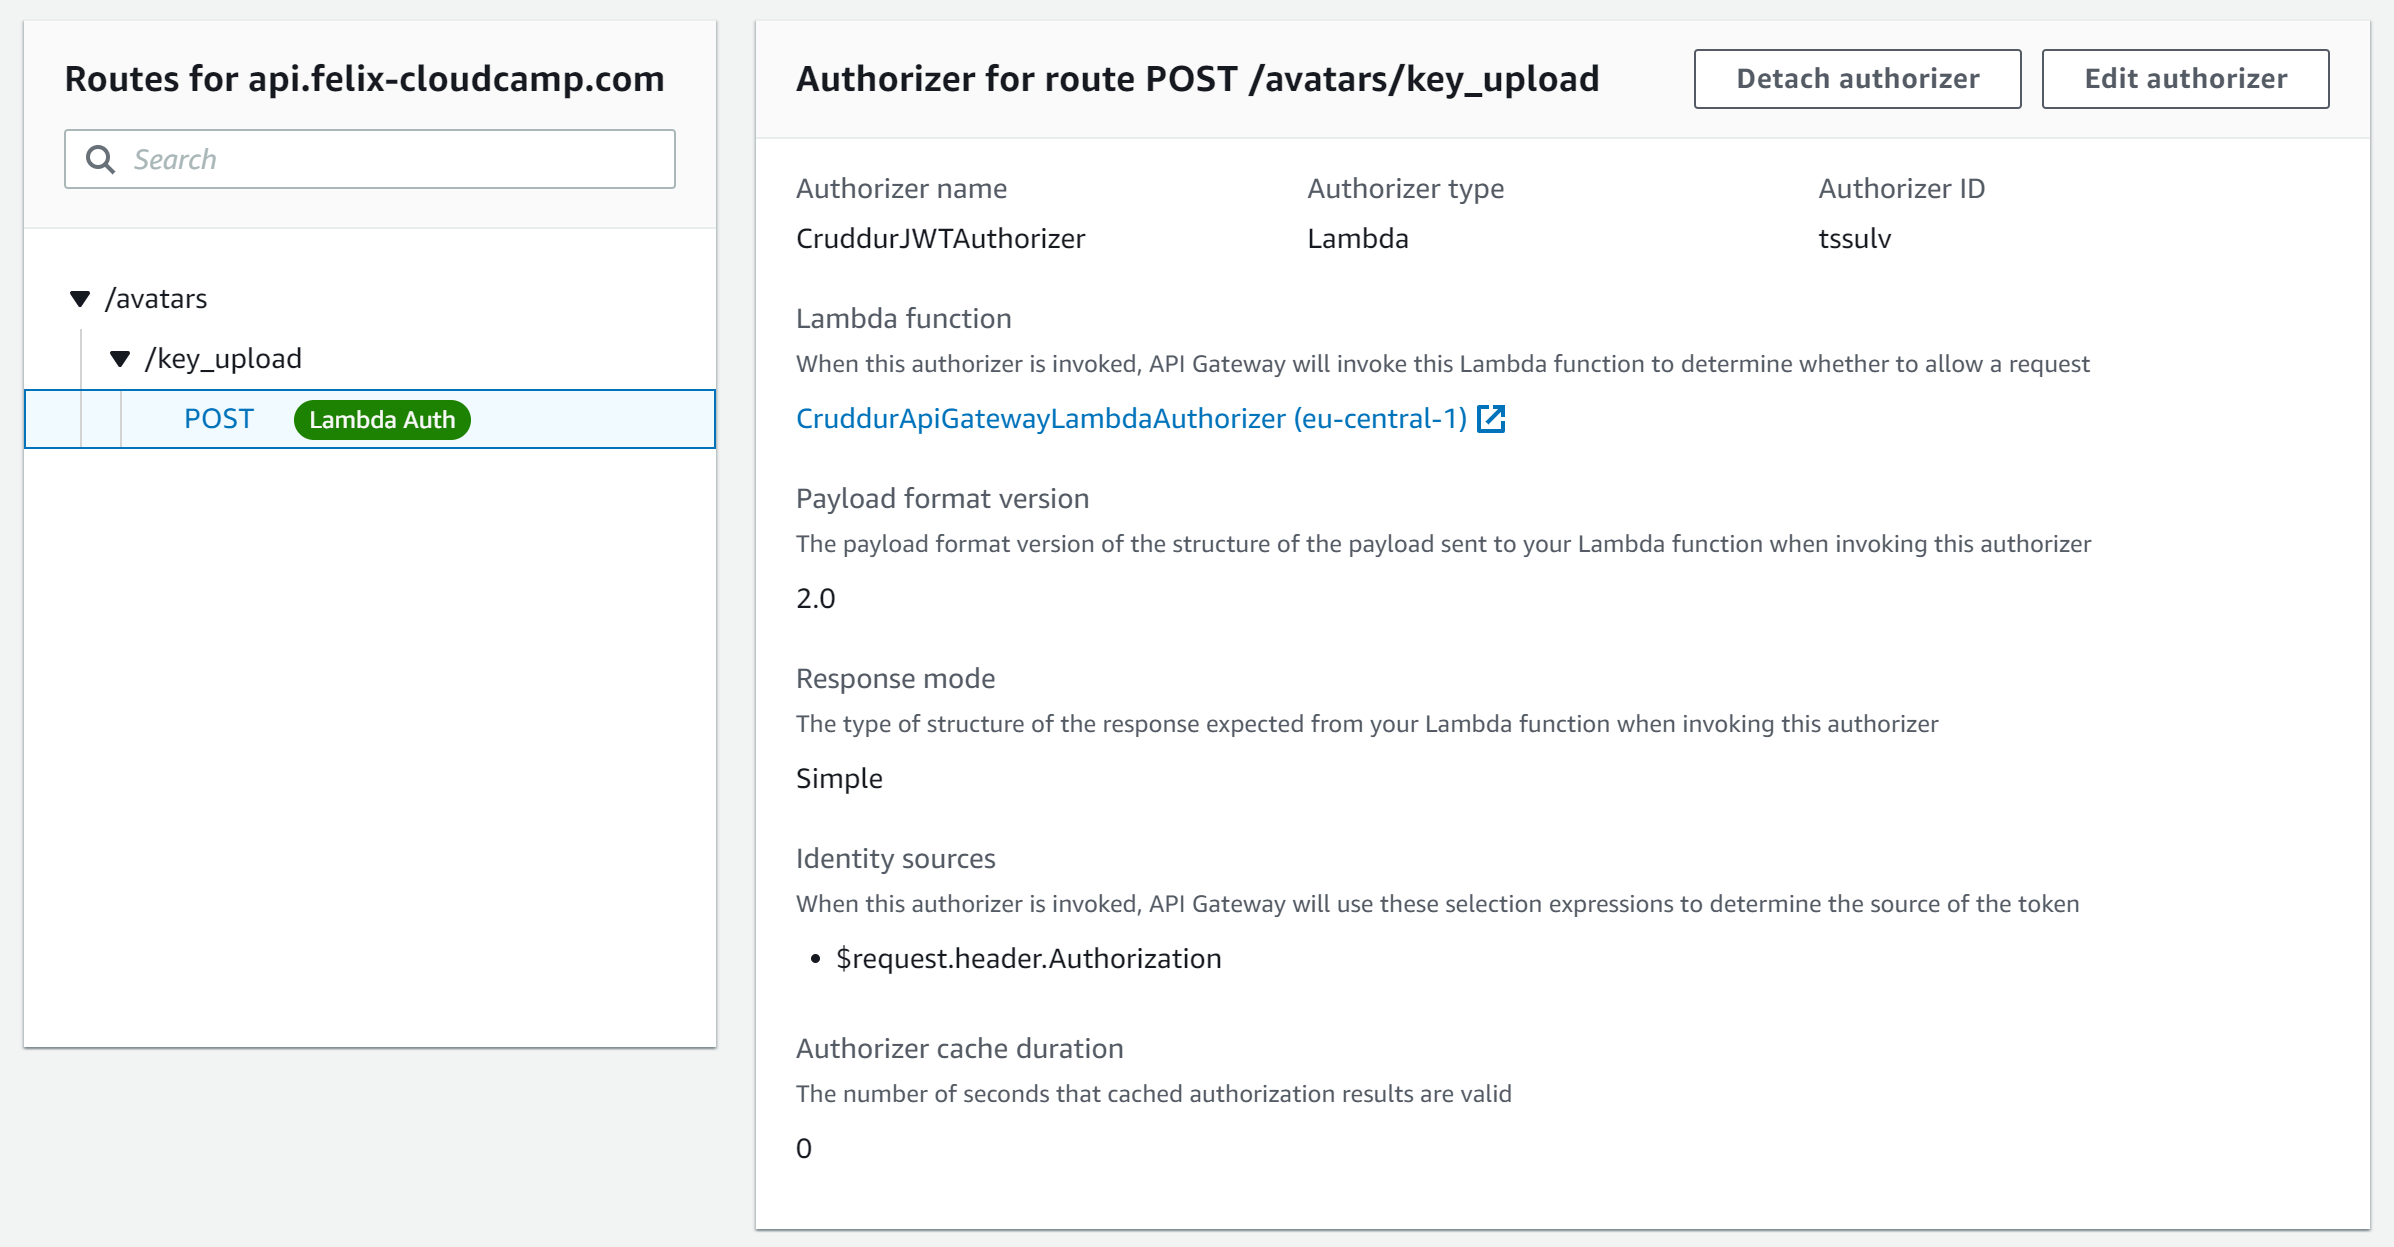 Routes for api.felix-cloudcamp.com
Search
/avatars
/key_upload
POST Lambda Auth
Authorizer for route POST /avatars/key_upload
Detach authorizer
Edit authorizer
Authorizer name
CruddurJWTAuthorizer
Authorizer type
Lambda
Authorizer ID
tssulv
Lambda function
When this authorizer is invoked, API Gateway will invoke this Lambda function to determine whether to allow a request
CruddurApiGatewayLambdaAuthorizer (eu-central-1)
Payload format version
The payload format version of the structure of the payload sent to your Lambda function when invoking this authorizer
2.0
Response mode
The type of structure of the response expected from your Lambda function when invoking this authorizer
Simple
Identity sources
When this authorizer is invoked, API Gateway will use these selection expressions to determine the source of the token
• $request.header.Authorization
Authorizer cache duration
The number of seconds that cached authorization results are valid
0